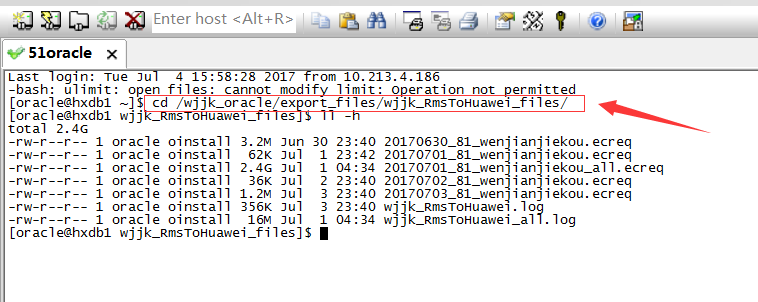 Enter host <Alt+R>
51oracle
Last login: Tue Jul  4 15:58:28 2017 from 10.213.4.186
-bash: ulimit: open files: cannot modify limit: Operation not permitted
[oracle@hxdb1 ~]$ cd /wjjk_oracle/export_files/wjjk_RmsToHuawei_files/
[oracle@hxdb1 wjjk_RmsToHuawei_files]$ ll -h
total 2.4G
-rw-r--r-- 1 oracle oinstall 3.2M Jun 30 23:40 20170630_81_wenjianjiekou.ecreq
-rw-r--r-- 1 oracle oinstall  62K Jul  1 23:42 20170701_81_wenjianjiekou.ecreq
-rw-r--r-- 1 oracle oinstall 2.4G Jul  1 04:34 20170701_81_wenjianjiekou_all.ecreq
-rw-r--r-- 1 oracle oinstall  36K Jul  2 23:40 20170702_81_wenjianjiekou.ecreq
-rw-r--r-- 1 oracle oinstall 1.2M Jul  3 23:40 20170703_81_wenjianjiekou.ecreq
-rw-r--r-- 1 oracle oinstall 356K Jul  3 23:40 wjjk_RmsToHuawei.log
-rw-r--r-- 1 oracle oinstall  16M Jul  1 04:34 wjjk_RmsToHuawei_all.log
[oracle@hxdb1 wjjk_RmsToHuawei_files]$